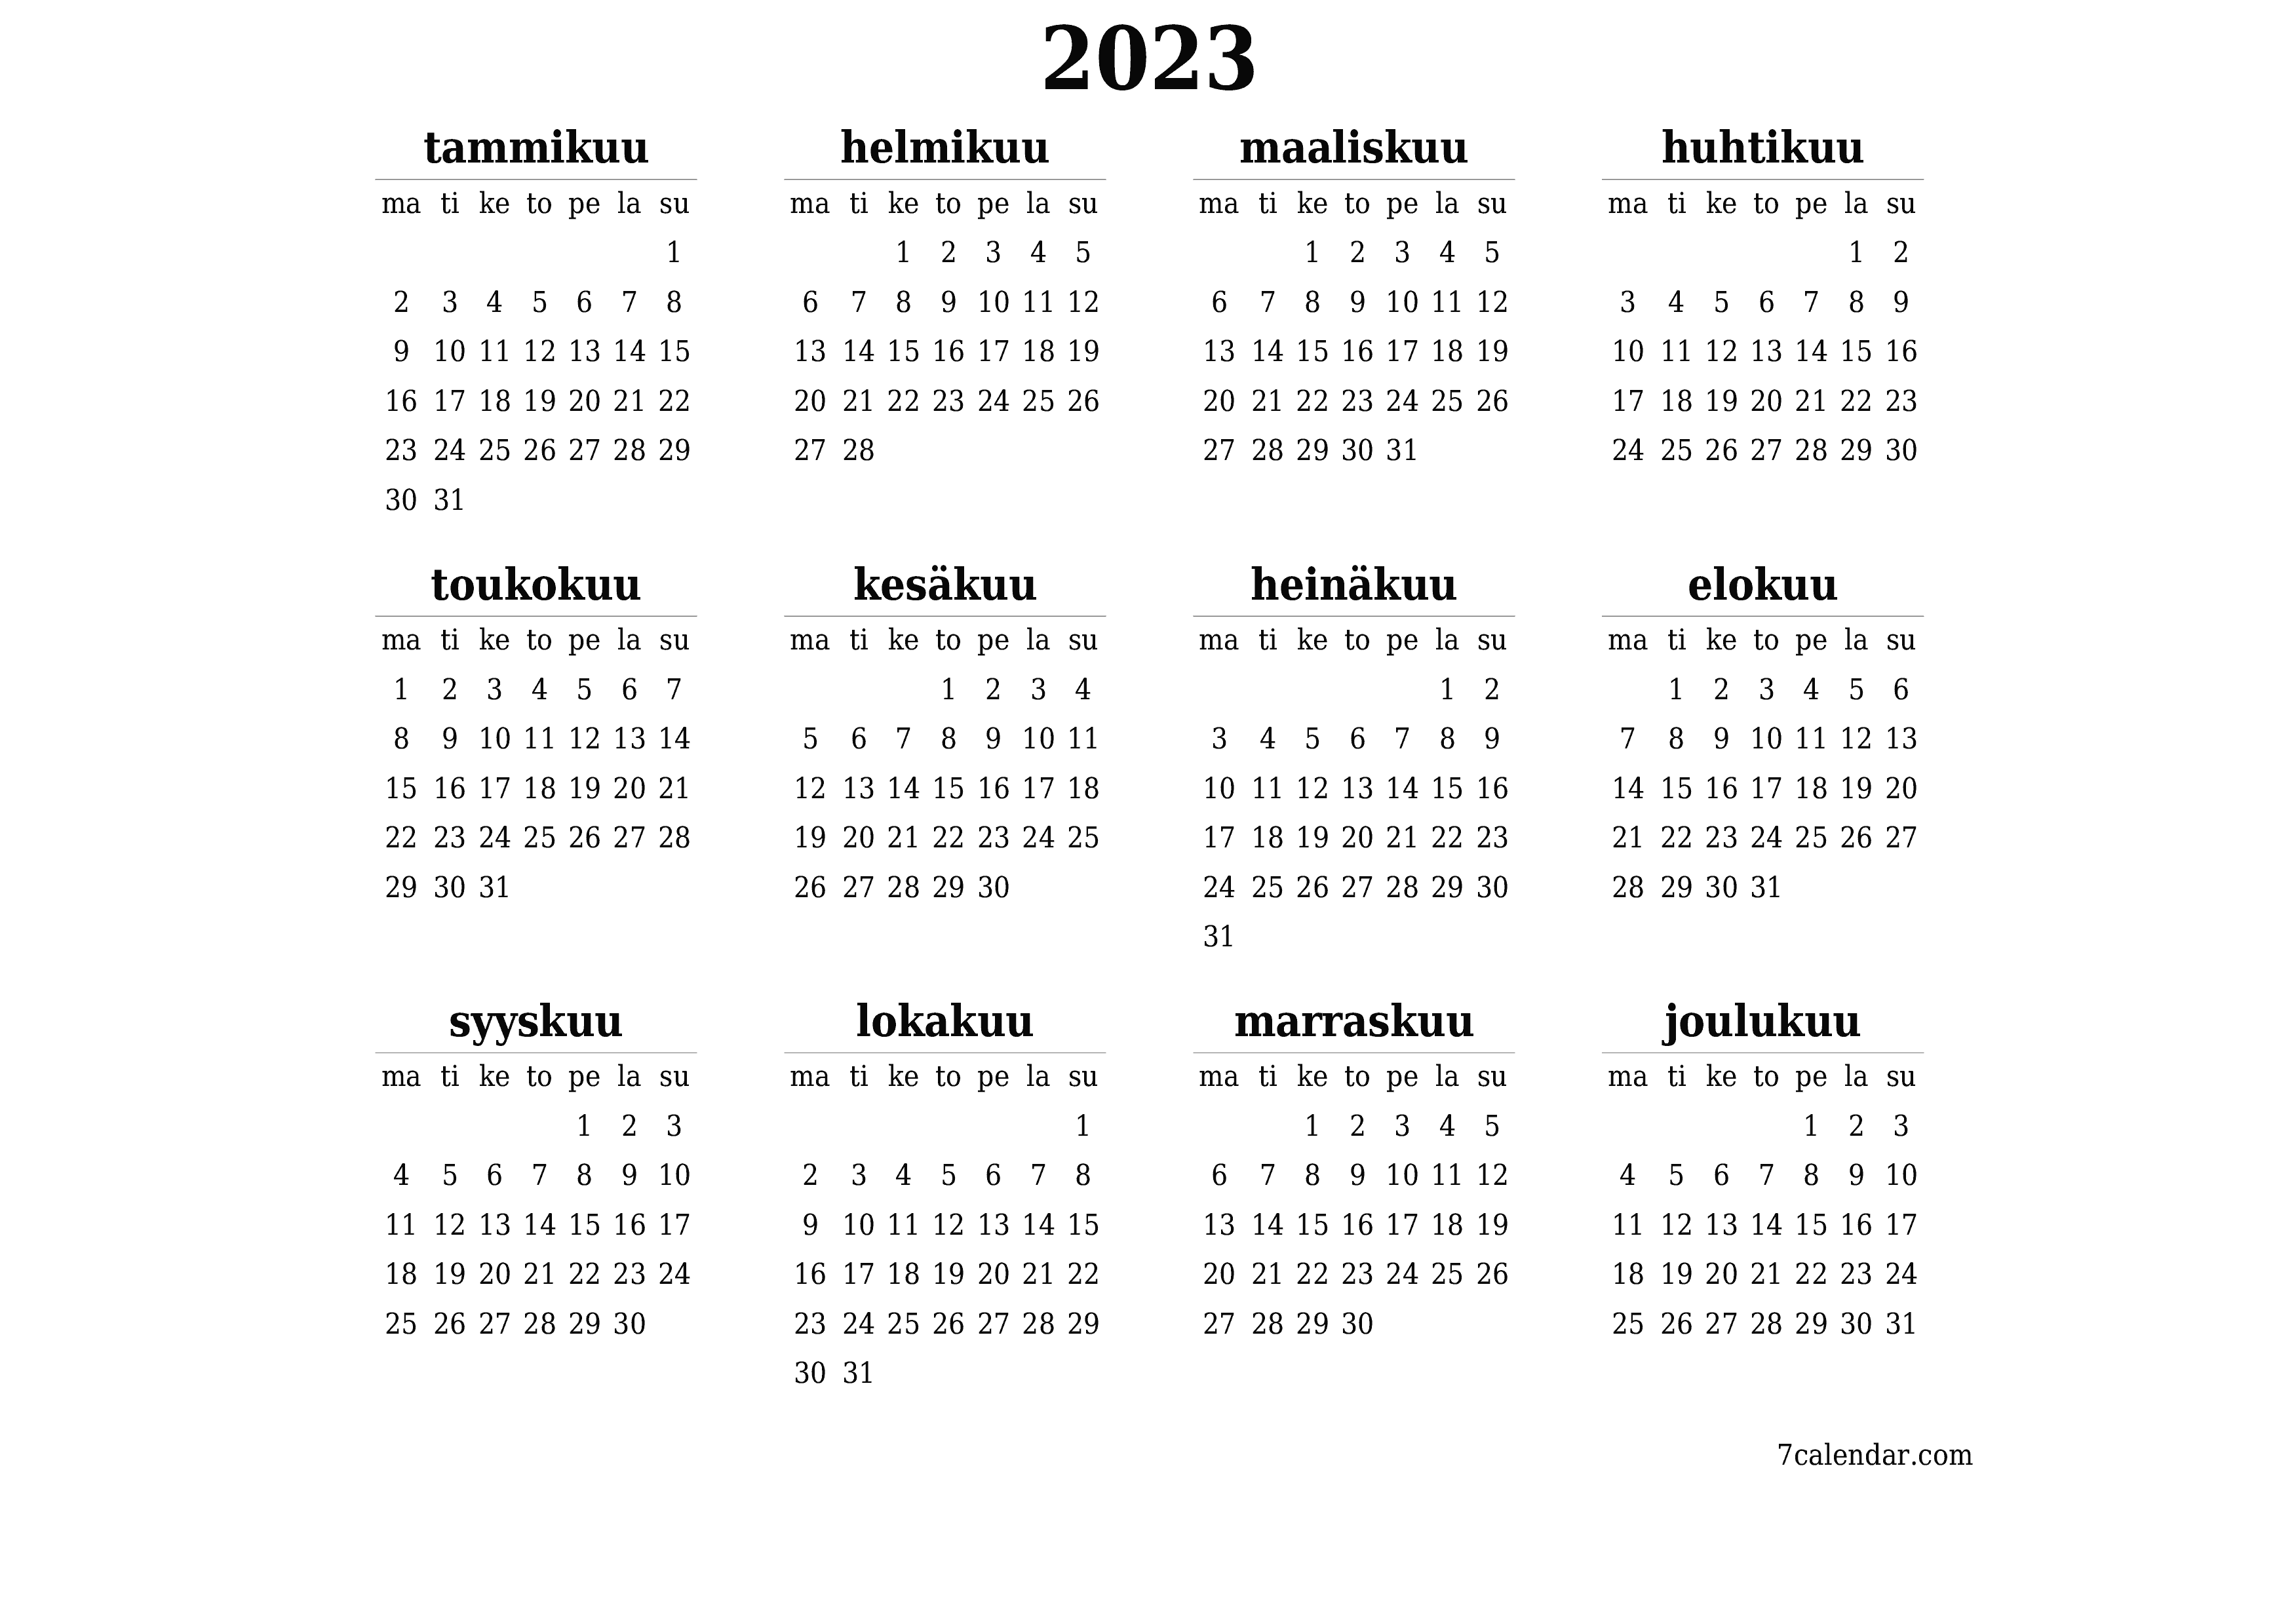 2023
tammikuu
ma ti ke to pe la su
1
2 3 4 5 6 7 8
9 10 11 12 13 14 15
16 17 18 19 20 21 22
23 24 25 26 27 28 29
30 31
helmikuu
ma ti ke to pe la su
1 2 3 4 5
6 7 8 9 10 11 12
13 14 15 16 17 18 19
20 21 22 23 24 25 26
27 28
maaliskuu
ma ti ke to pe la su
1 2 3 4 5
6 7 8 9 10 11 12
13 14 15 16 17 18 19
20 21 22 23 24 25 26
27 28 29 30 31
huhtikuu
ma ti ke to pe la su
1 2
3 4 5 6 7 8 9
10 11 12 13 14 15 16
17 18 19 20 21 22 23
24 25 26 27 28 29 30
toukokuu
ma ti ke to pe la su
1 2 3 4 5 6 7
8 9 10 11 12 13 14
15 16 17 18 19 20 21
22 23 24 25 26 27 28
29 30 31
kesäkuu
ma ti ke to pe la su
1 2 3 4
5 6 7 8 9 10 11
12 13 14 15 16 17 18
19 20 21 22 23 24 25
26 27 28 29 30
heinäkuu
ma ti ke to pe la su
1 2
3 4 5 6 7 8 9
10 11 12 13 14 15 16
17 18 19 20 21 22 23
24 25 26 27 28 29 30
31
elokuu
ma ti ke to pe la su
1 2 3 4 5 6
7 8 9 10 11 12 13
14 15 16 17 18 19 20
21 22 23 24 25 26 27
28 29 30 31
syyskuu
ma ti ke to pe la su
1 2 3
4 5 6 7 8 9 10
11 12 13 14 15 16 17
18 19 20 21 22 23 24
25 26 27 28 29 30
lokakuu
ma ti ke to pe la su
1
2 3 4 5 6 7 8
9 10 11 12 13 14 15
16 17 18 19 20 21 22
23 24 25 26 27 28 29
30 31
marraskuu
ma ti ke to pe la su
1 2 3 4 5
6 7 8 9 10 11 12
13 14 15 16 17 18 19
20 21 22 23 24 25 26
27 28 29 30
joulukuu
ma ti ke to pe la su
1 2 3
4 5 6 7 8 9 10
11 12 13 14 15 16 17
18 19 20 21 22 23 24
25 26 27 28 29 30 31
7calendar.com